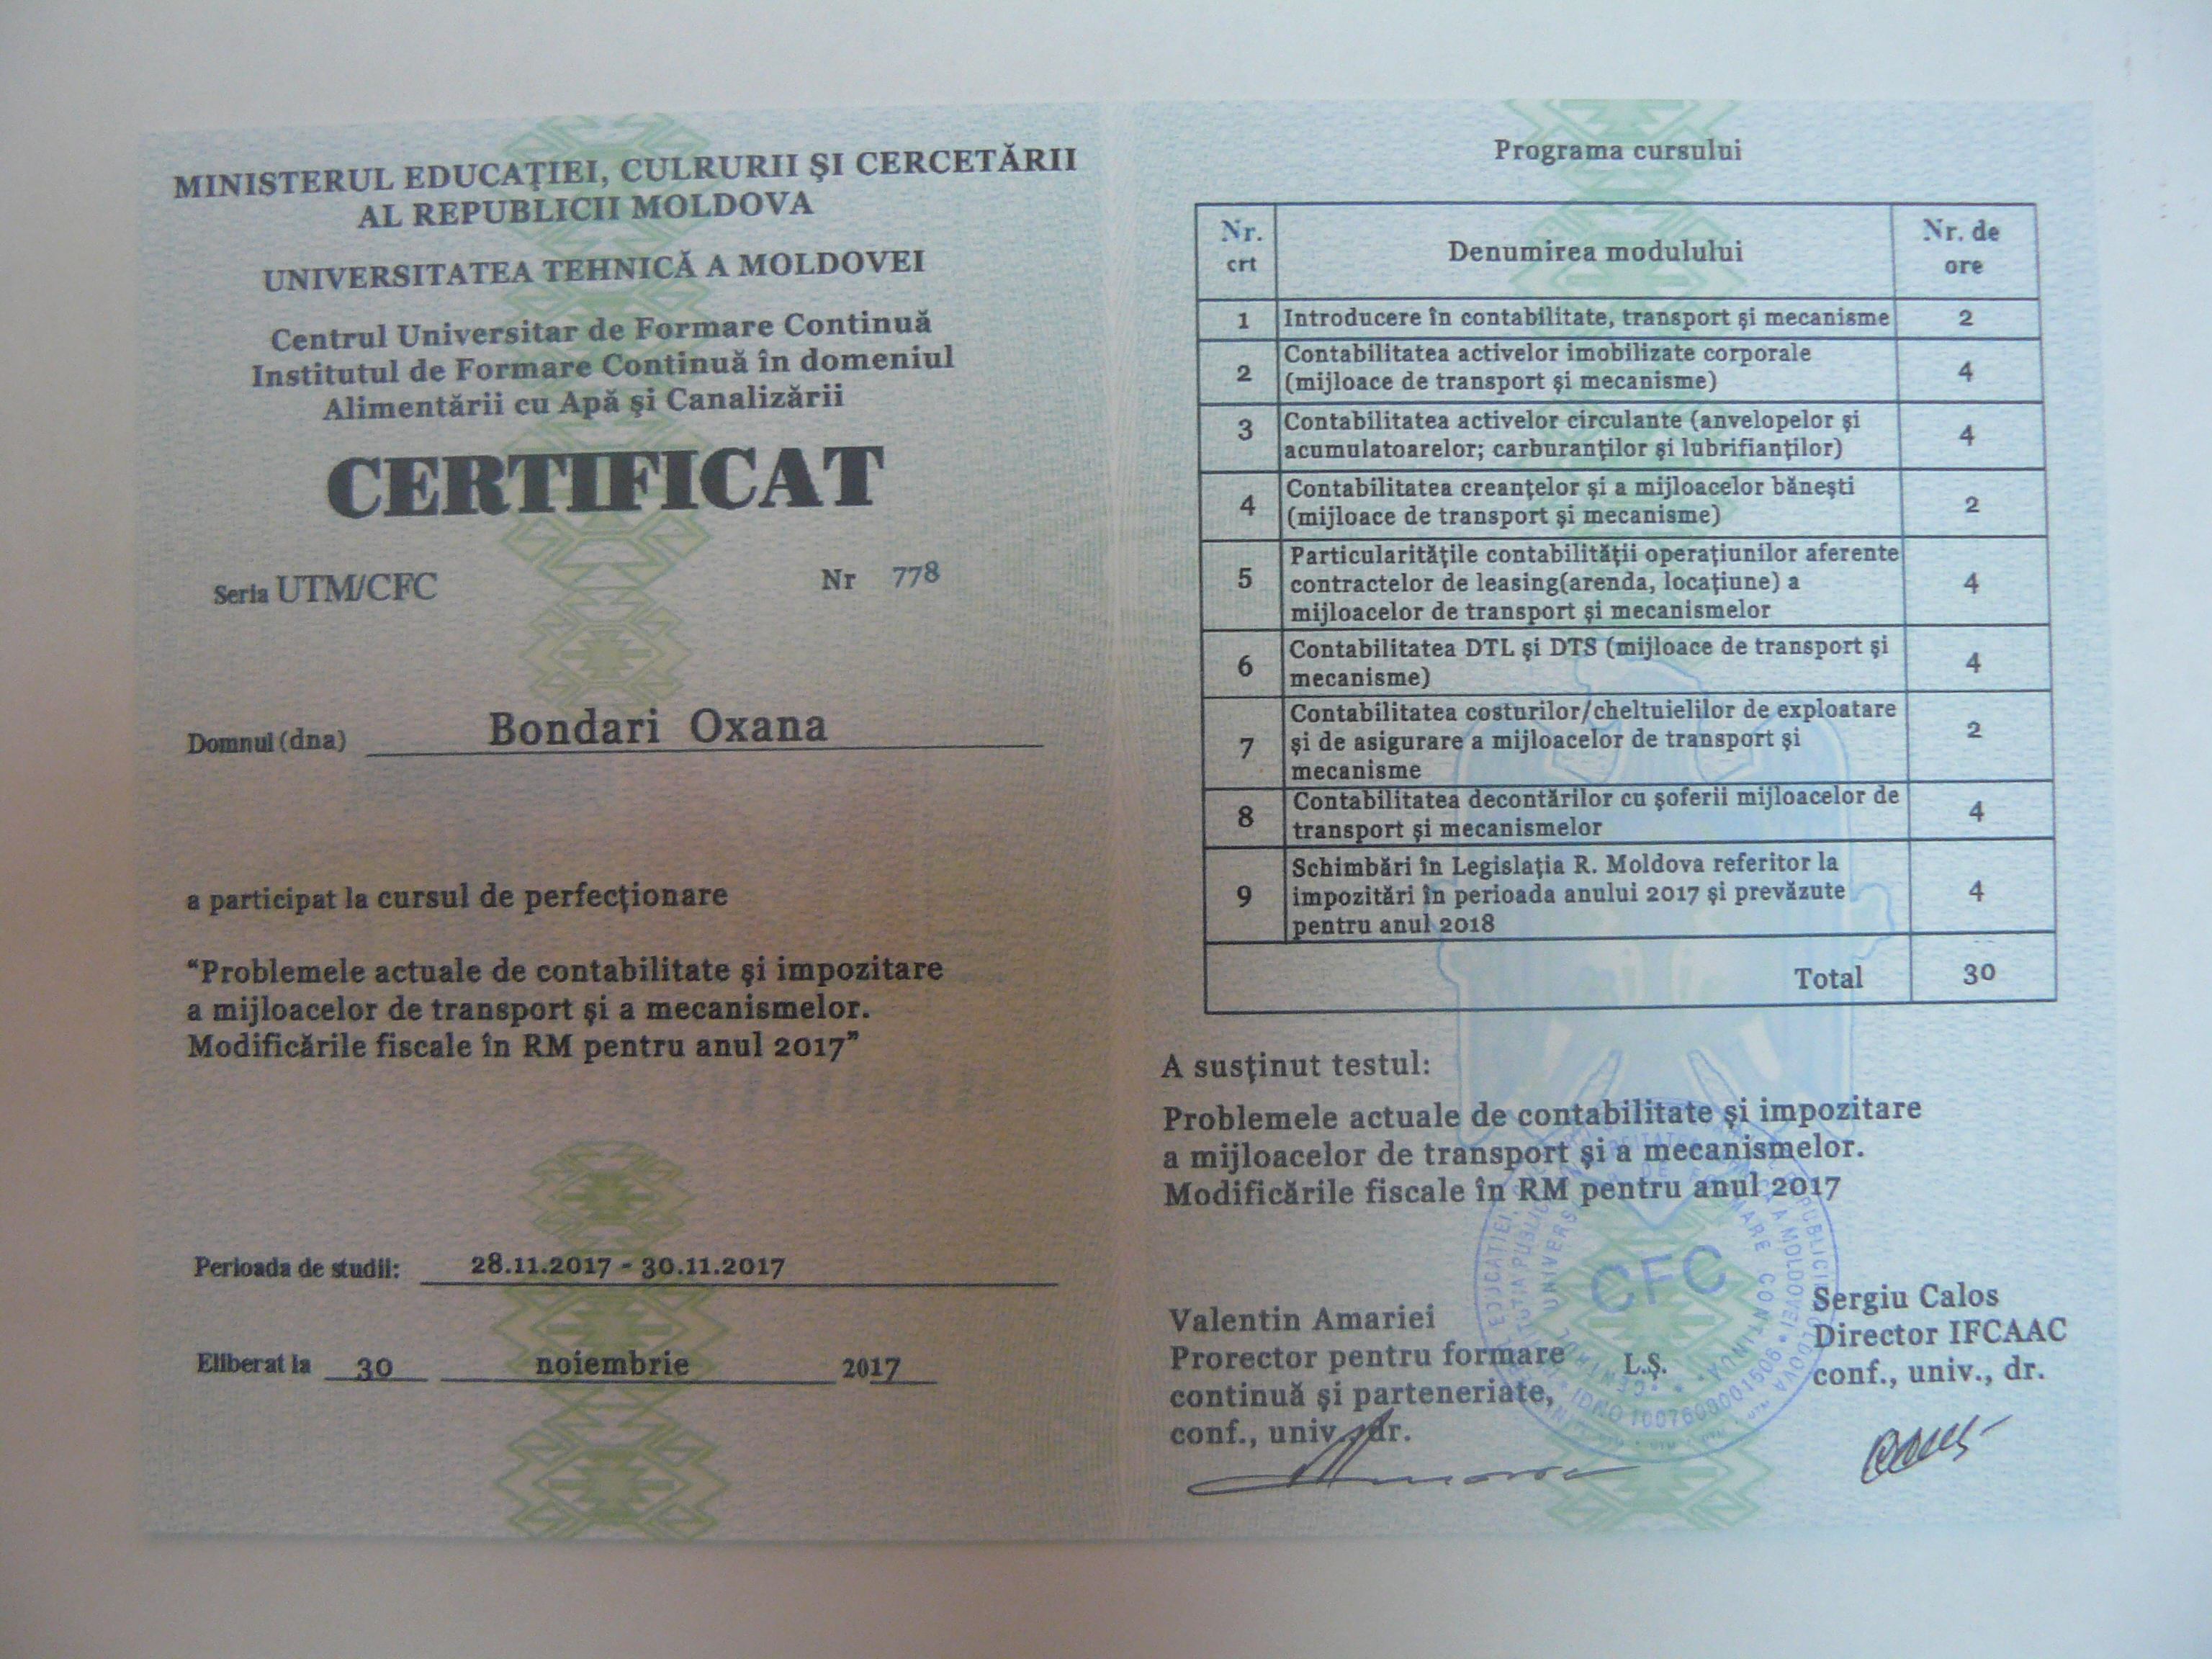 MINISTERUL EDUCAŢIEI, CULRURII ŞI CERCETĂRII
AL REPUBLICII MOLDOVA
UNIVERSITATEA TEHNICĂ A MOLDOVEI
Centrul Universitar de Formare Continuă
Institutul de Formare Continuă în domeniul
Alimentării cu Apă şi Canalizării
CERTIFICAT
Seria UTM/CFC Nr 778
Domnul (dna) Bondari Oxana
a participat la cursul de perfecţionare
“Problemele actuale de contabilitate şi impozitare
a mijloacelor de transport şi a mecanismelor.
Modificările fiscale în RM pentru anul 2017”
Perioada de studii: 28.11.2017 - 30.11.2017
Eliberat la 30 noiembrie 2017
Programa cursului
Nr. crt Denumirea modulului Nr. de ore
1 Introducere în contabilitate, transport şi mecanisme 2
2 Contabilitatea activelor imobilizate corporale
(mijloace de transport şi mecanisme) 4
3 Contabilitatea activelor circulante (anvelopelor şi
acumulatoarelor; carburanţilor şi lubrifianţilor) 4
4 Contabilitatea creanţelor şi a mijloacelor băneşti
(mijloace de transport şi mecanisme) 2
5 Particularităţile contabilităţii operaţiunilor aferente
contractelor de leasing(arenda, locaţiune) a
mijloacelor de transport şi mecanismelor 4
6 Contabilitatea DTL şi DTS (mijloace de transport şi
mecanisme) 4
7 Contabilitatea costurilor/cheltuielilor de exploatare
şi de asigurare a mijloacelor de transport şi
mecanisme 2
8 Contabilitatea decontărilor cu şoferii mijloacelor de
transport şi mecanismelor 4
9 Schimbări în Legislaţia R. Moldova referitor la
impozitări în perioada anului 2017 şi prevăzute
pentru anul 2018 4
Total 30
A susţinut testul:
Problemele actuale de contabilitate şi impozitare
a mijloacelor de transport şi a mecanismelor.
Modificările fiscale în RM pentru anul 2017
Valentin Amariei
Prorector pentru formare
continuă şi parteneriate,
conf., univ., dr.
L.Ş.
CFC
IDNO 1007600001506
Sergiu Calos
Director IFCAAC
conf., univ., dr.